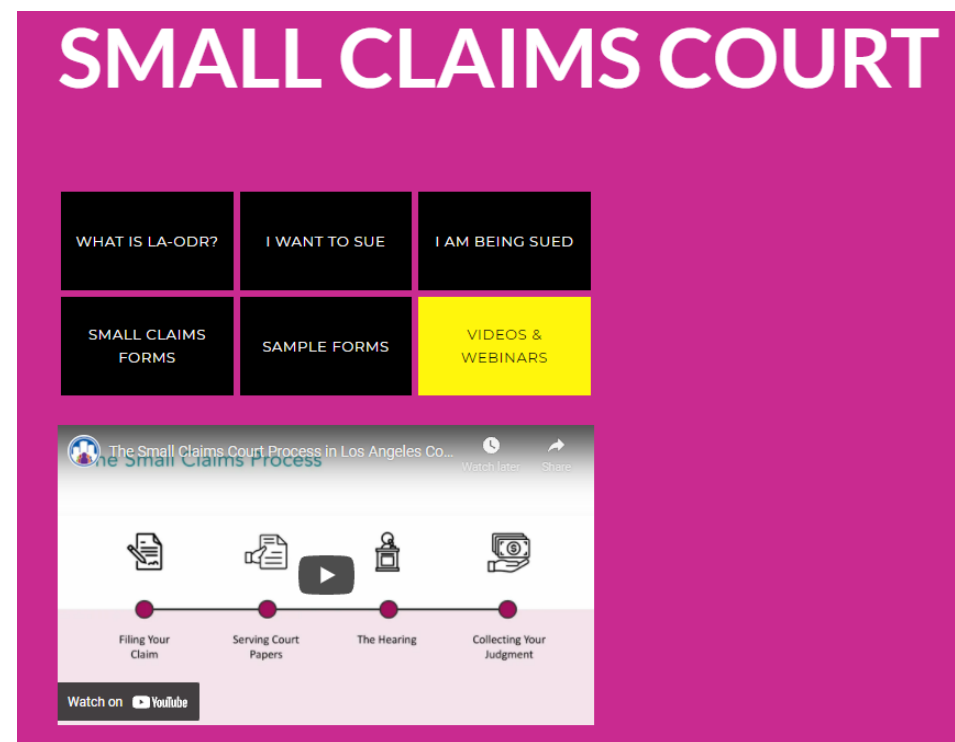 SMALL CLAIMS COURT
WHAT IS LA-ODR?
I WANT TO SUE
I AM BEING SUED
SMALL CLAIMS
FORMS
SAMPLE FORMS
VIDEOS &
WEBINARS
The Small Claims Court Process in Los Angeles Co...
Watch later
Share
The Small Claims Process
Filing Your
Claim
Serving Court
Papers
The Hearing
Collecting Your
Judgment
Watch on YouTube